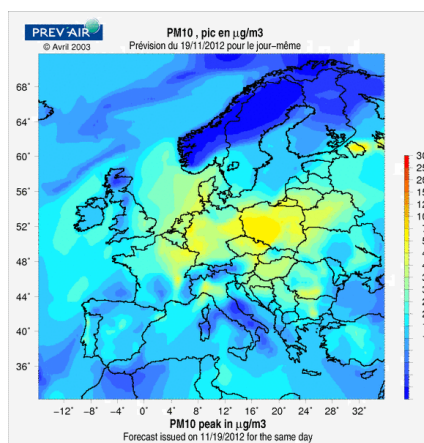 PREV'AIR
© Avril 2003
PM10 , pic en µg/m3
Prévision du 19/11/2012 pour le jour-même
68°
64°
60°
56°
52°
48°
44°
40°
36°
−12° −8° −4° 0° 4° 8° 12° 16° 20° 24° 28° 32°
PM10 peak in µg/m3
Forecast issued on 11/19/2012 for the same day